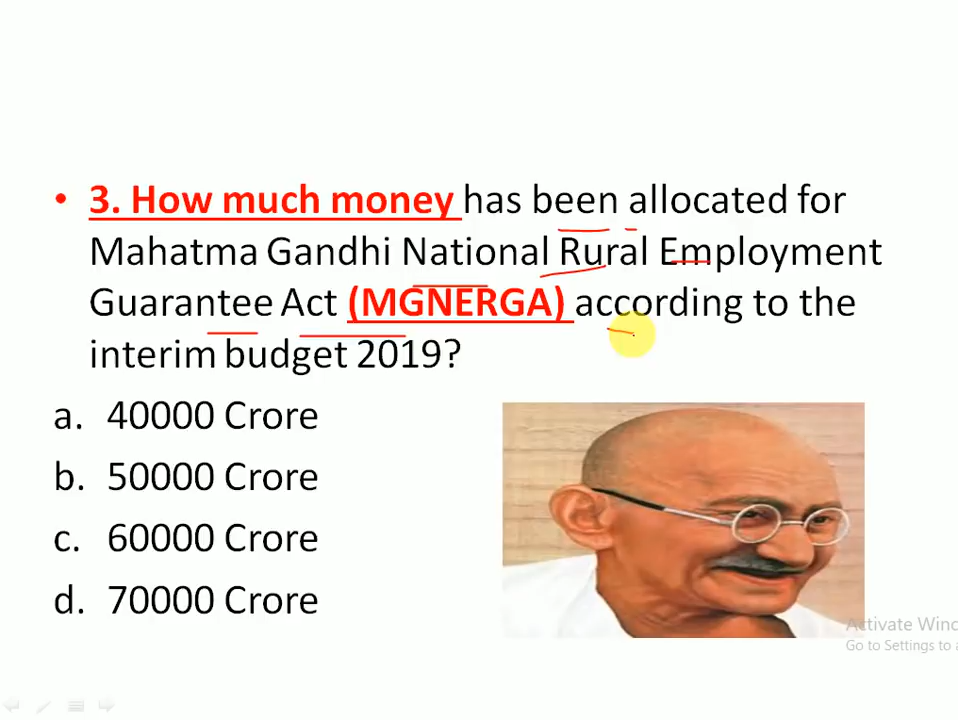 • 3. How much money has been allocated for
Mahatma Gandhi National Rural Employment
Guarantee Act (MGNERGA) according to the
interim budget 2019?
a. 40000 Crore
b. 50000 Crore
c. 60000 Crore
d. 70000 Crore
Activate Winc
Go to Settings to a